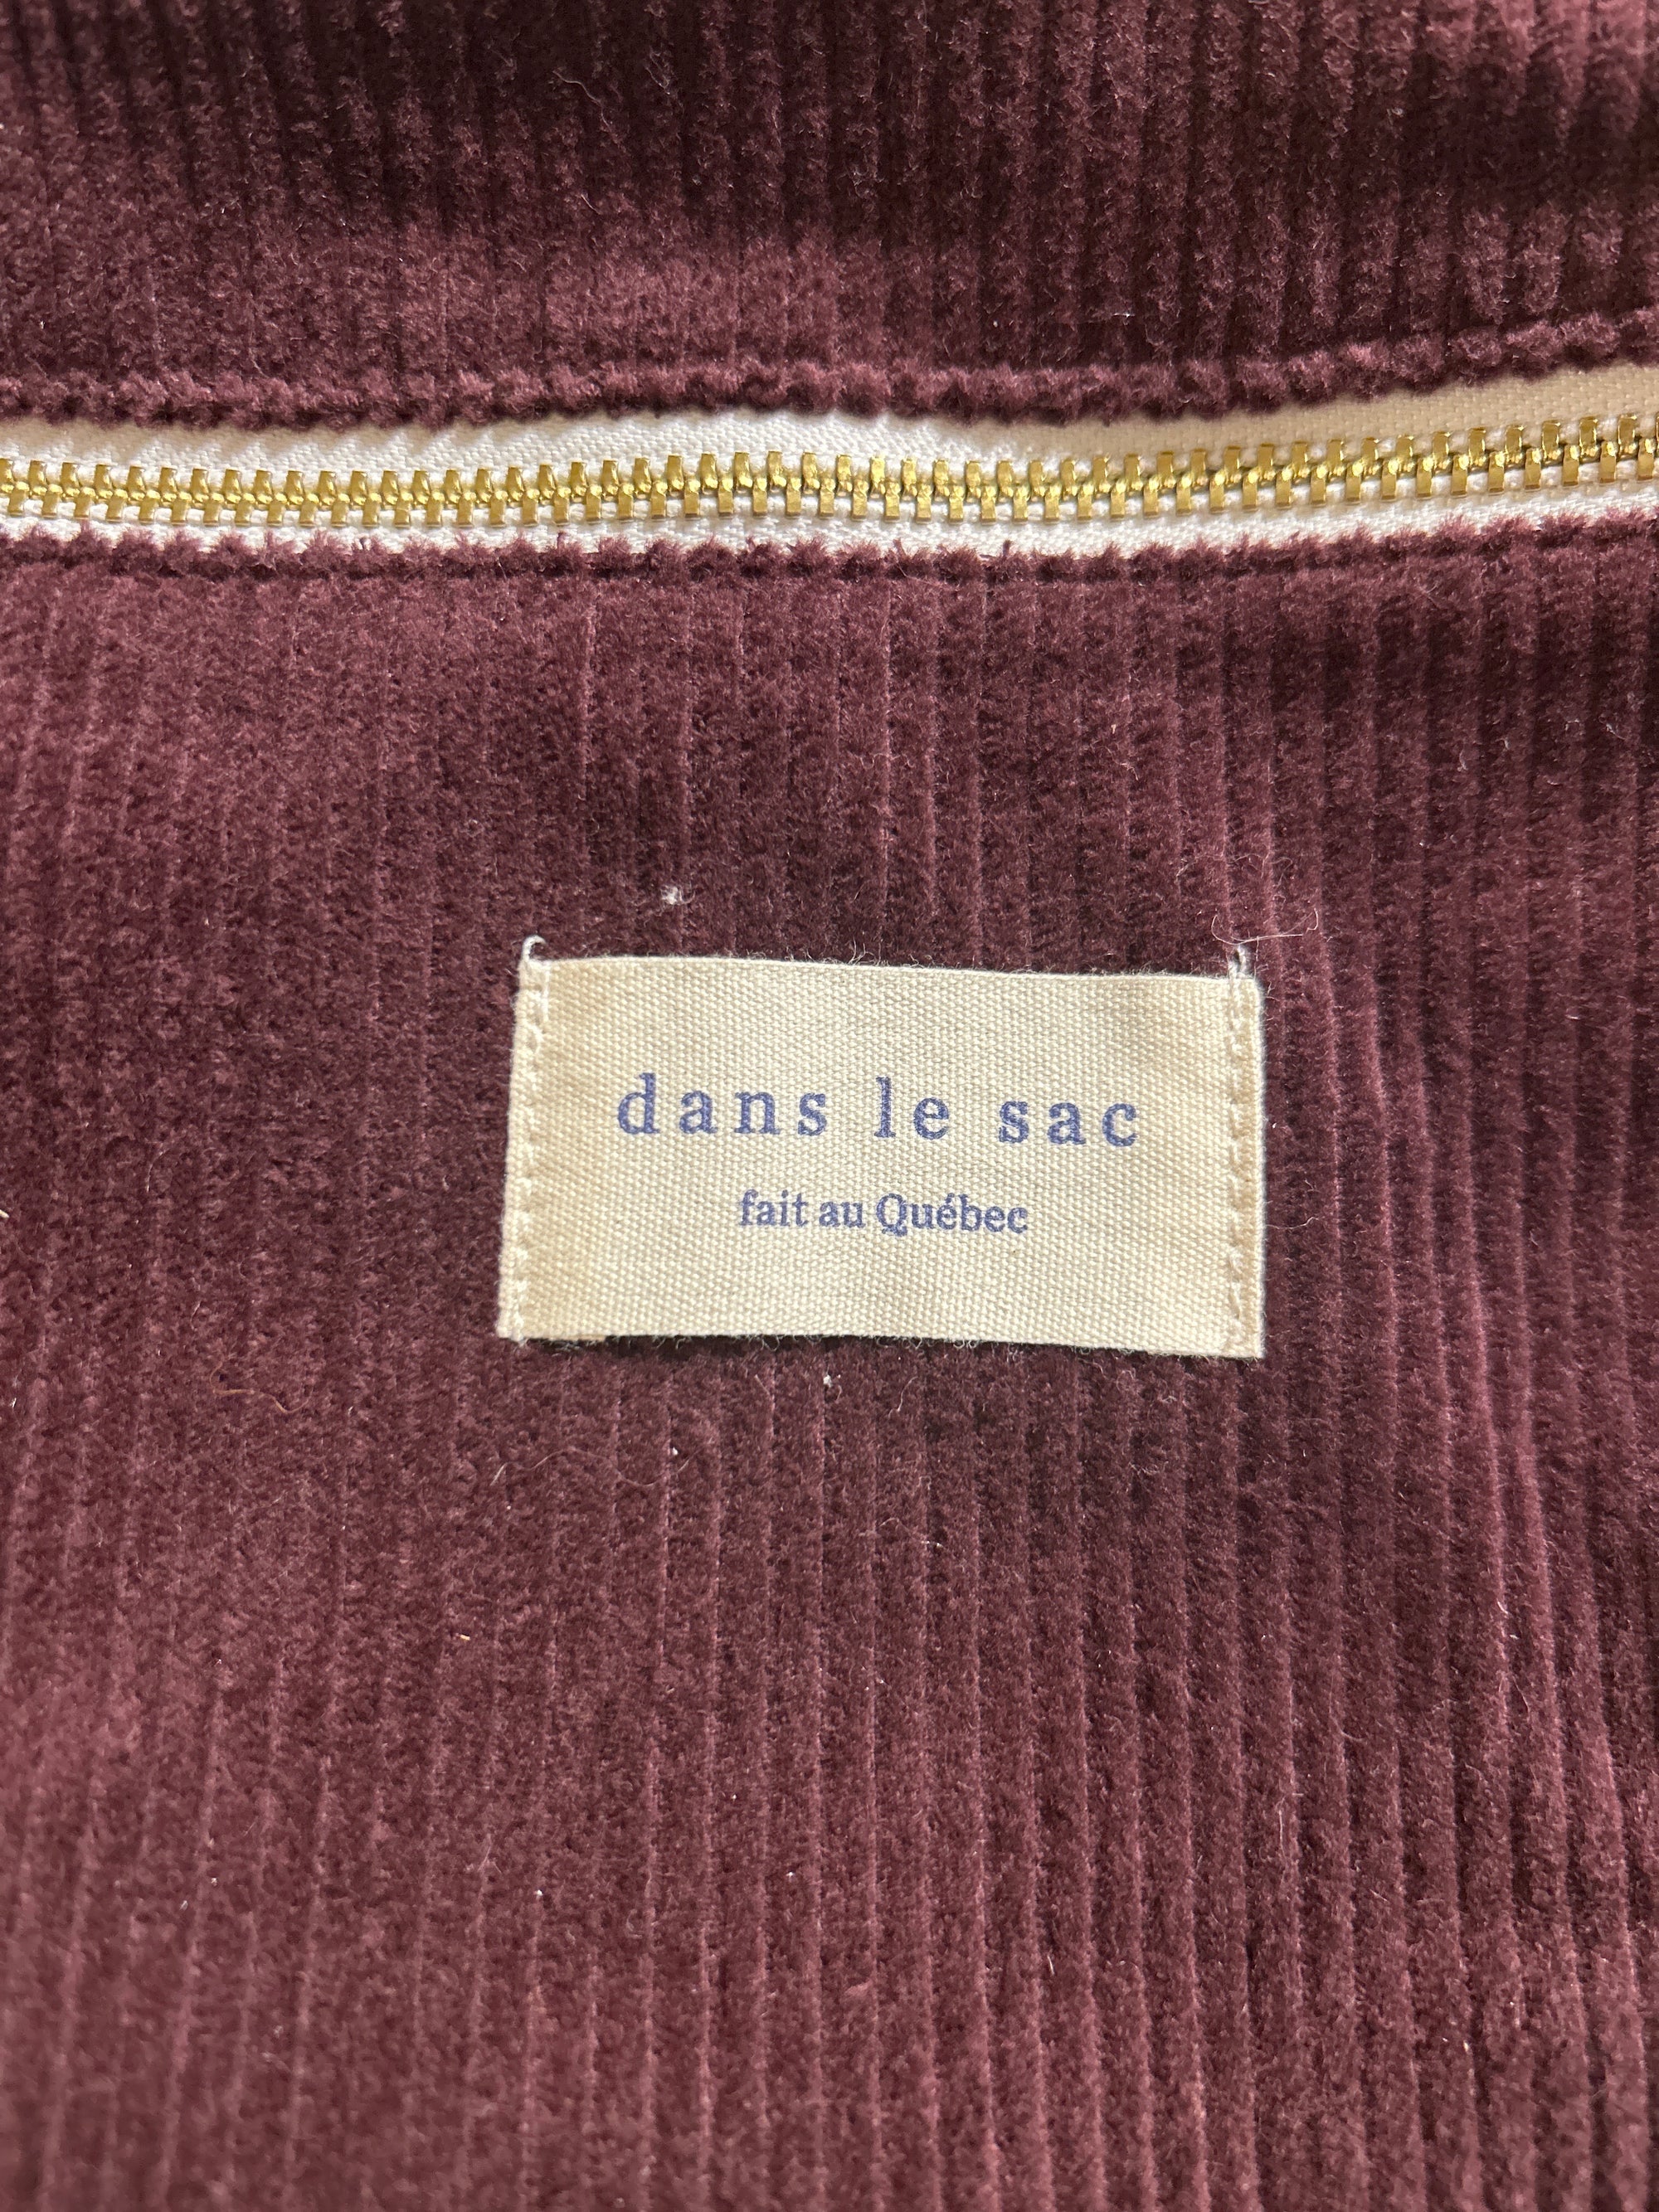 dans le sac
fait au Québec